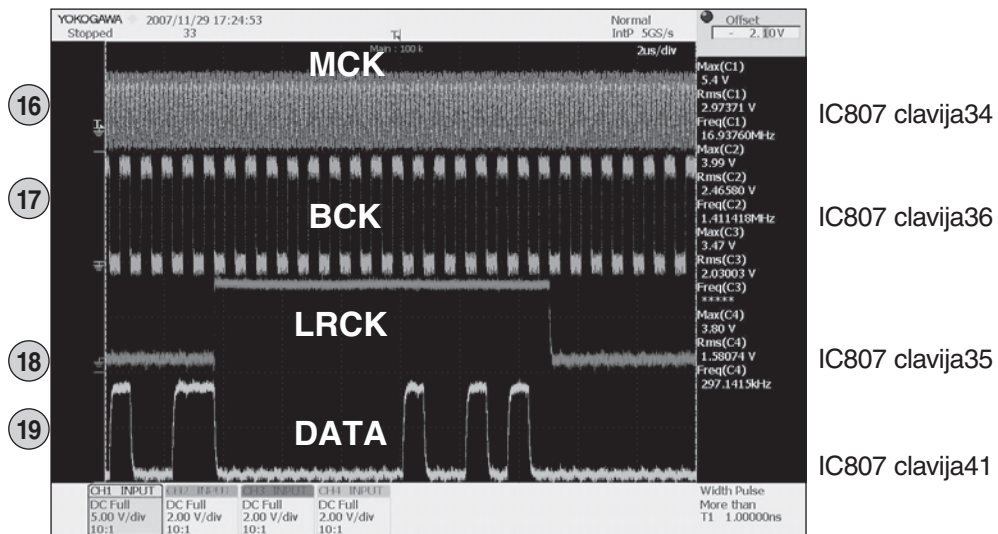 YOKOGAWA 2007/11/29 17:24:53
Normal
Stopped 33
IntP 5GS/s
Offset
- 2.10V
Main : 100 k
2us/div
MCK
16
IC807 clavija34
Max(C1)
5.4 V
Rms(C1)
2.97371 V
Freq(C1)
16.93760MHz
Max(C2)
3.99 V
17
BCK
IC807 clavija36
Rms(C2)
2.46580 V
Freq(C2)
1.411418MHz
Max(C3)
3.47 V
Rms(C3)
2.03003 V
Freq(C3)
*****
18
LRCK
IC807 clavija35
Max(C4)
3.80 V
Rms(C4)
1.58074 V
Freq(C4)
297.1415kHz
19
DATA
IC807 clavija41
CH1 INPUT
DC Full
5.00 V/div
10:1
CH2 INPUT
DC Full
2.00 V/div
10:1
CH3 INPUT
DC Full
2.00 V/div
10:1
CH4 INPUT
DC Full
2.00 V/div
10:1
Width Pulse
More than
T1 1.00000ns